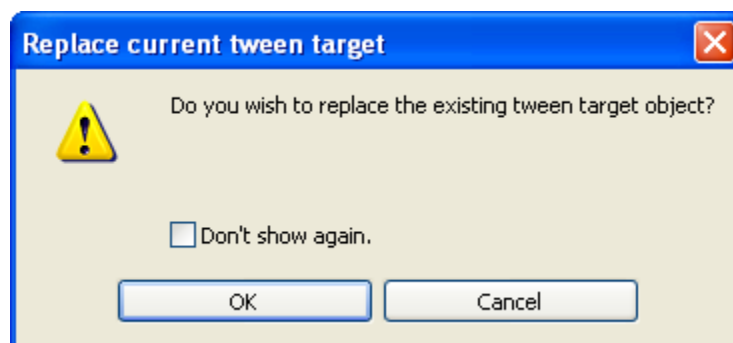 Replace current tween target
Do you wish to replace the existing tween target object?
Don't show again.
OK
Cancel